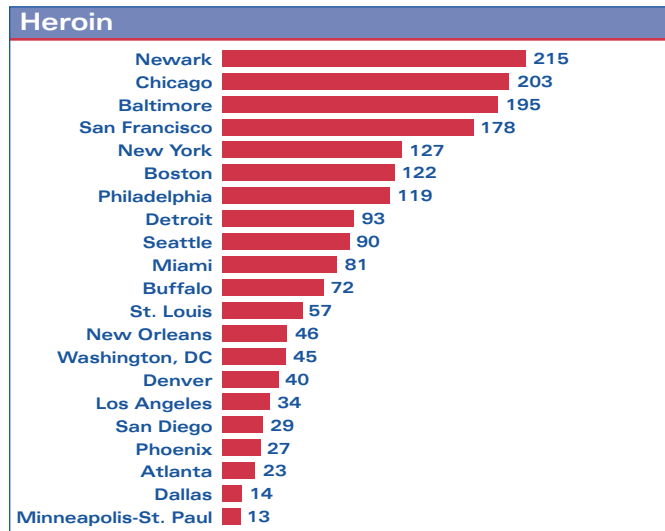 Heroin
Newark 215
Chicago 203
Baltimore 195
San Francisco 178
New York 127
Boston 122
Philadelphia 119
Detroit 93
Seattle 90
Miami 81
Buffalo 72
St. Louis 57
New Orleans 46
Washington, DC 45
Denver 40
Los Angeles 34
San Diego 29
Phoenix 27
Atlanta 23
Dallas 14
Minneapolis-St. Paul 13